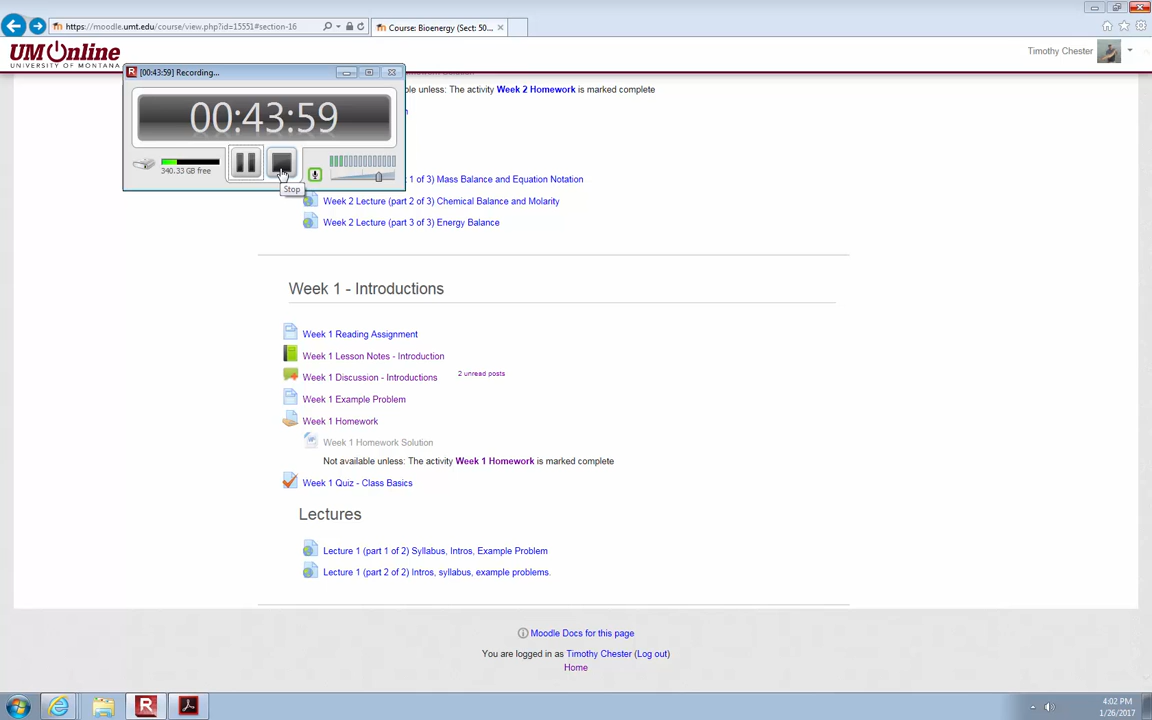 https://moodle.umt.edu/course/view.php?id=15551#section-16
Course: Bioenergy (Sect: 50...
UMOnline
UNIVERSITY OF MONTANA
Timothy Chester
[00:43:59] Recording...
00:43:59
340.33 GB free
Stop
ble unless: The activity Week 2 Homework is marked complete
1 of 3) Mass Balance and Equation Notation
Week 2 Lecture (part 2 of 3) Chemical Balance and Molarity
Week 2 Lecture (part 3 of 3) Energy Balance
Week 1 - Introductions
Week 1 Reading Assignment
Week 1 Lesson Notes - Introduction
Week 1 Discussion - Introductions 2 unread posts
Week 1 Example Problem
Week 1 Homework
Week 1 Homework Solution
Not available unless: The activity Week 1 Homework is marked complete
Week 1 Quiz - Class Basics
Lectures
Lecture 1 (part 1 of 2) Syllabus, Intros, Example Problem
Lecture 1 (part 2 of 2) Intros, syllabus, example problems.
Moodle Docs for this page
You are logged in as Timothy Chester (Log out)
Home
4:02 PM
1/26/2017